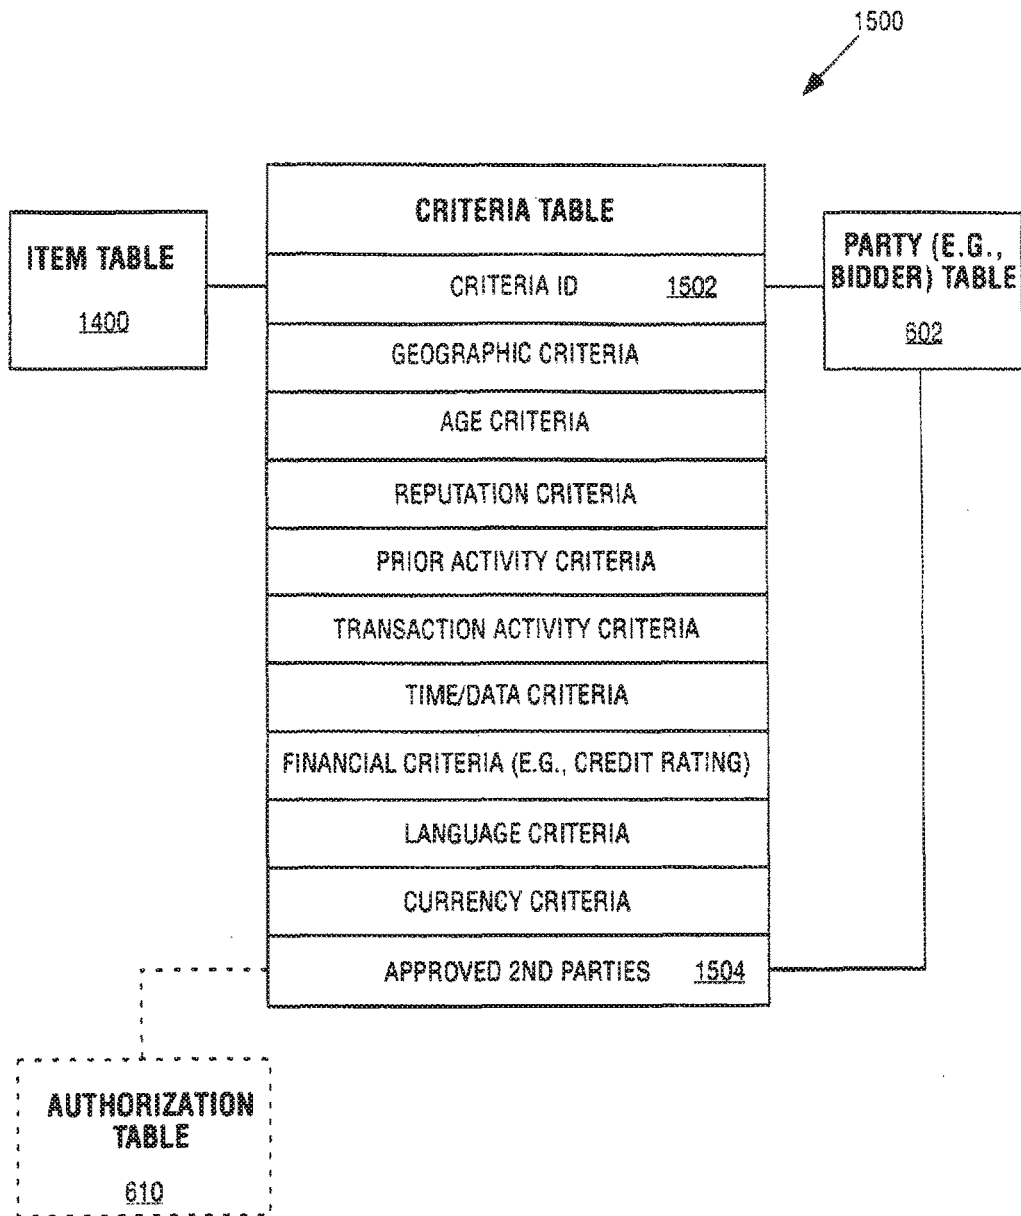 1500
CRITERIA TABLE
ITEM TABLE
1400
CRITERIA ID 1502
PARTY (E.G.,
BIDDER) TABLE
602
GEOGRAPHIC CRITERIA
AGE CRITERIA
REPUTATION CRITERIA
PRIOR ACTIVITY CRITERIA
TRANSACTION ACTIVITY CRITERIA
TIME/DATA CRITERIA
FINANCIAL CRITERIA (E.G., CREDIT RATING)
LANGUAGE CRITERIA
CURRENCY CRITERIA
APPROVED 2ND PARTIES 1504
AUTHORIZATION
TABLE
610